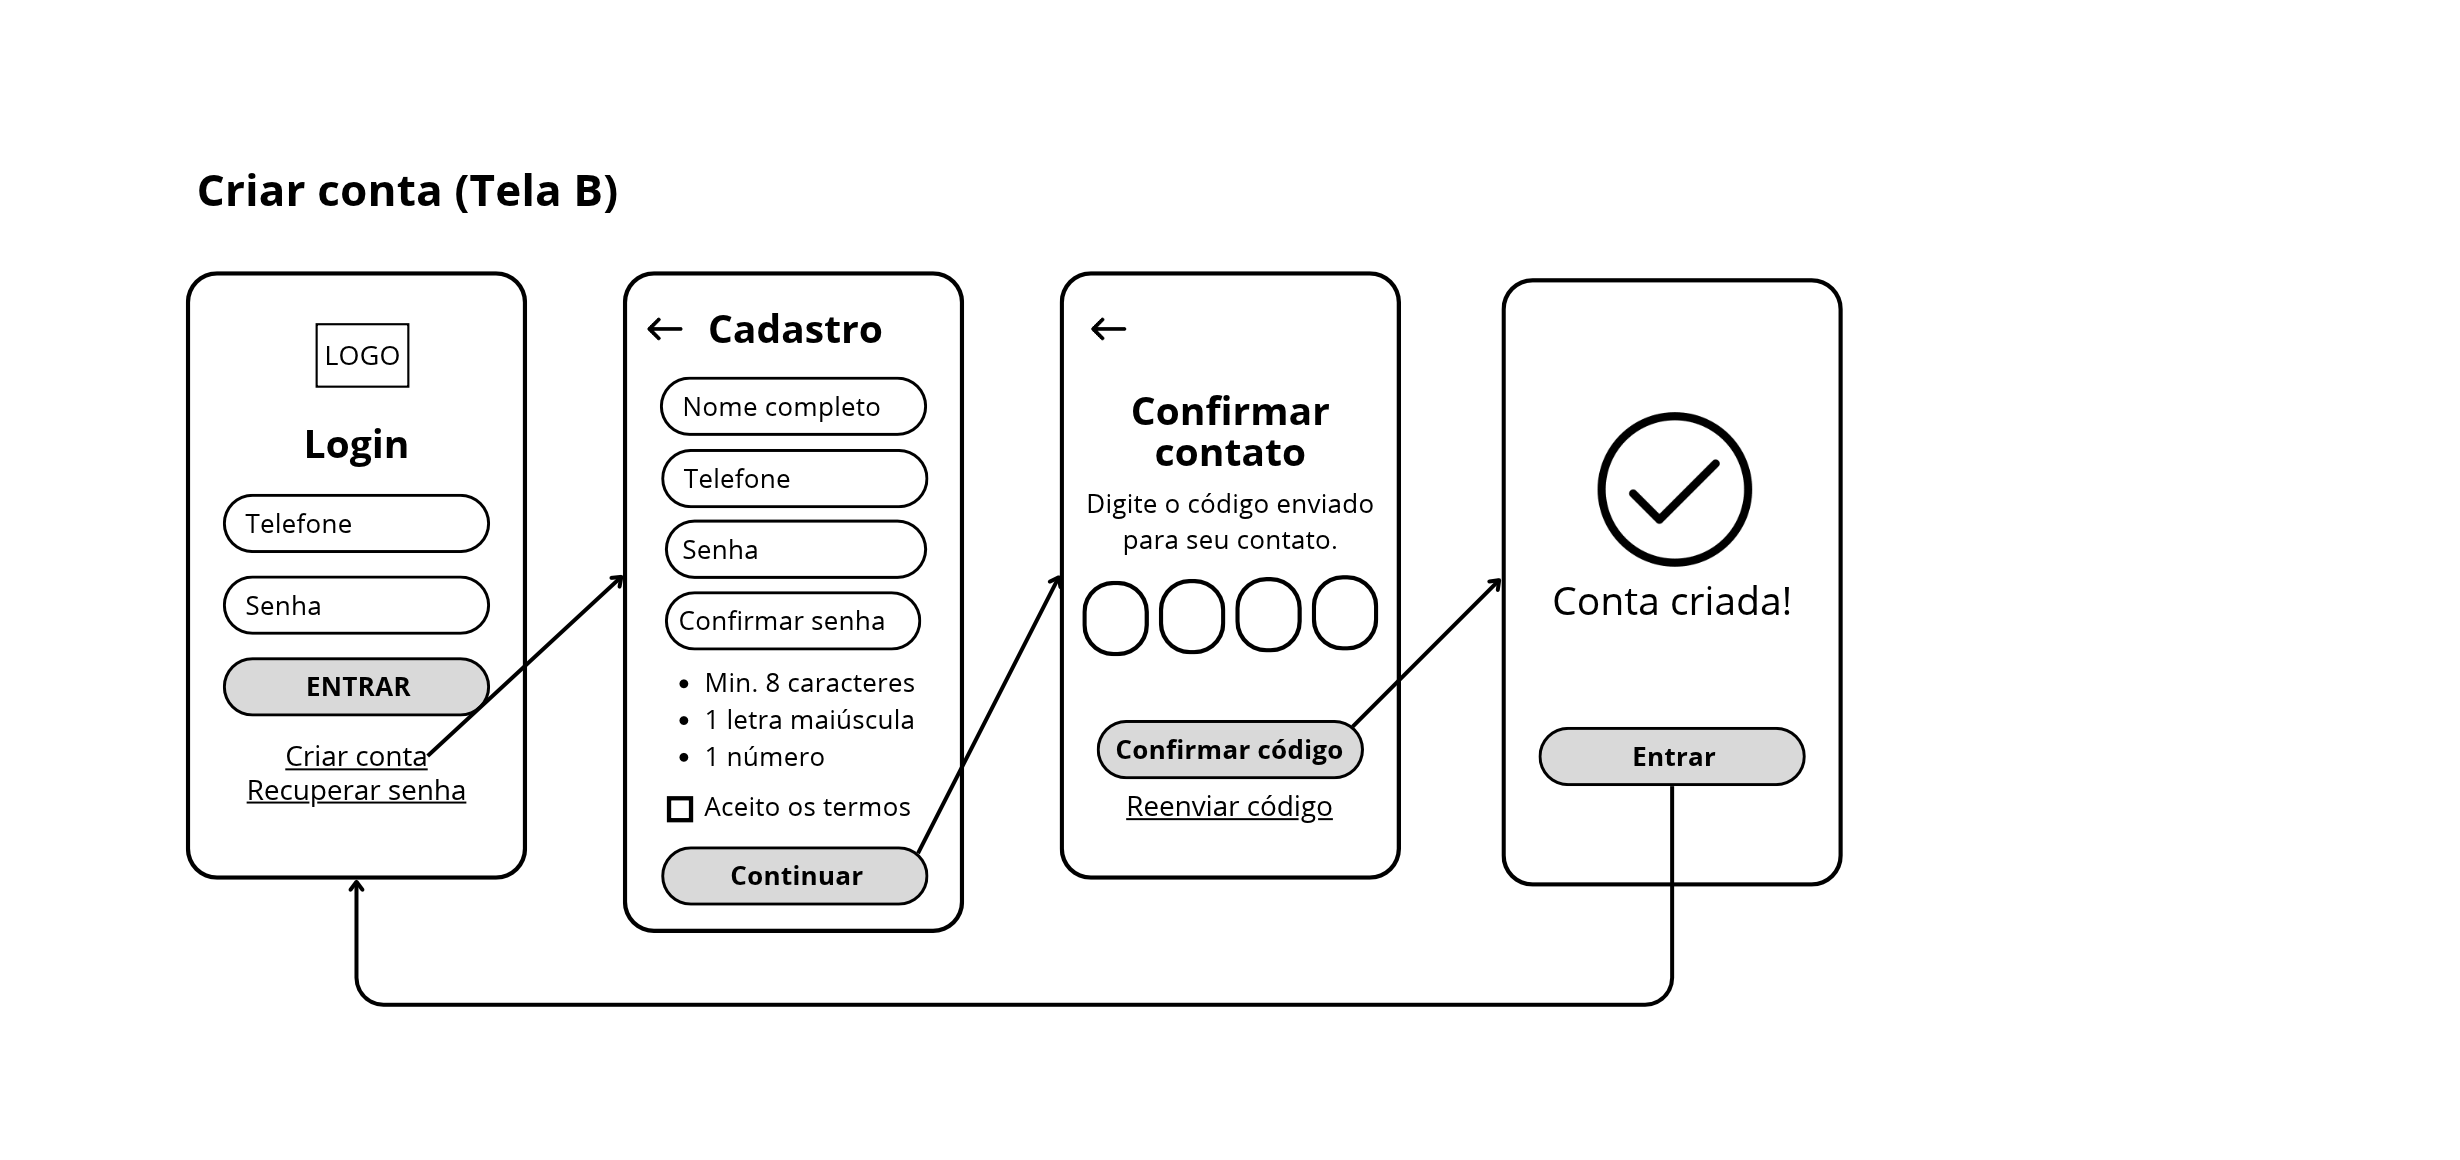 Criar conta (Tela B)
LOGO
Login
Telefone
Senha
ENTRAR
Criar conta
Recuperar senha
Cadastro
Nome completo
Telefone
Senha
Confirmar senha
• Min. 8 caracteres
• 1 letra maiúscula
• 1 número
Aceito os termos
Continuar
Confirmar
contato
Digite o código enviado
para seu contato.
Confirmar código
Reenviar código
Conta criada!
Entrar